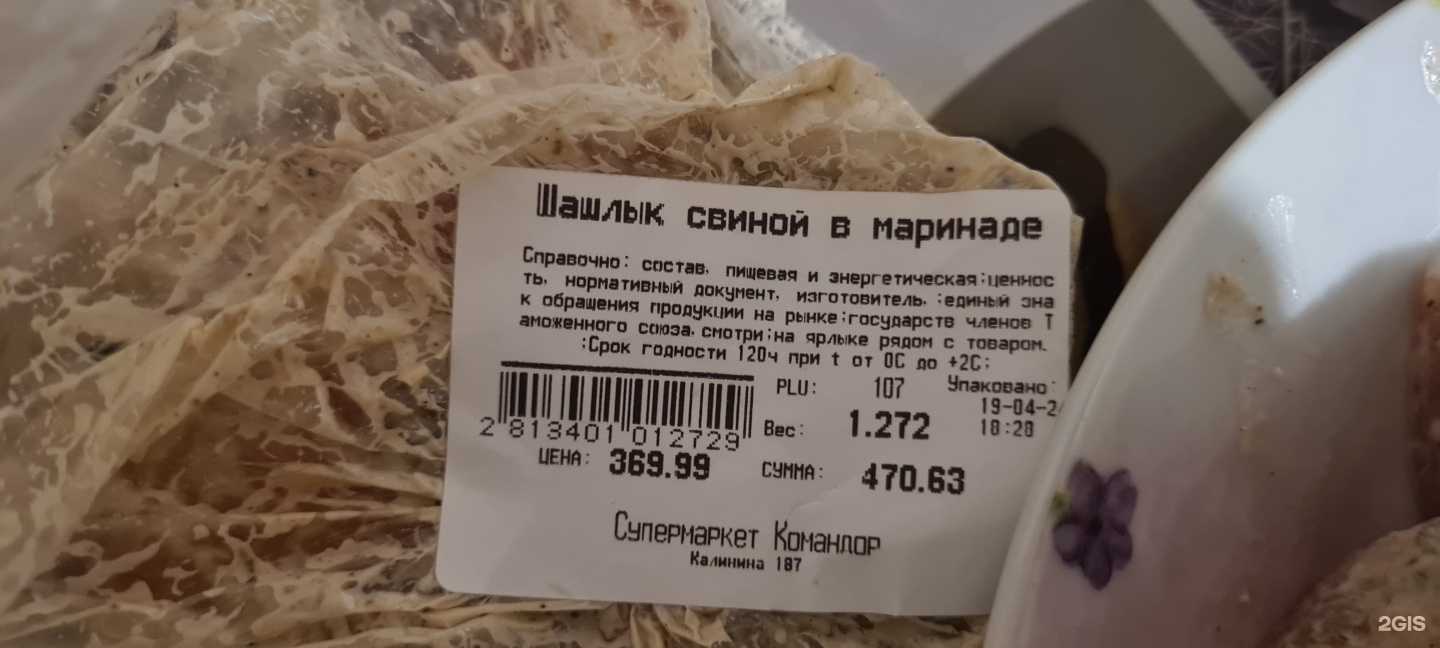 Шашлык свиной в маринаде
Справочно: состав, пищевая и энергетическая;ценнос
ть, нормативный документ, изготовитель, ;единый зна
к обращения продукции на рынке;государств членов Т
аможенного союза,смотри;на ярлыке рядом с товаром.
;Срок годности 120ч при t от 0С до +2С;
PLU: 107 Упаковано:
19-04-2
2 813401 012729 Вес: 1.272 18:28
ЦЕНА: 369.99 СУММА: 470.63
Супермаркет Командор
Калинина 187
2GIS